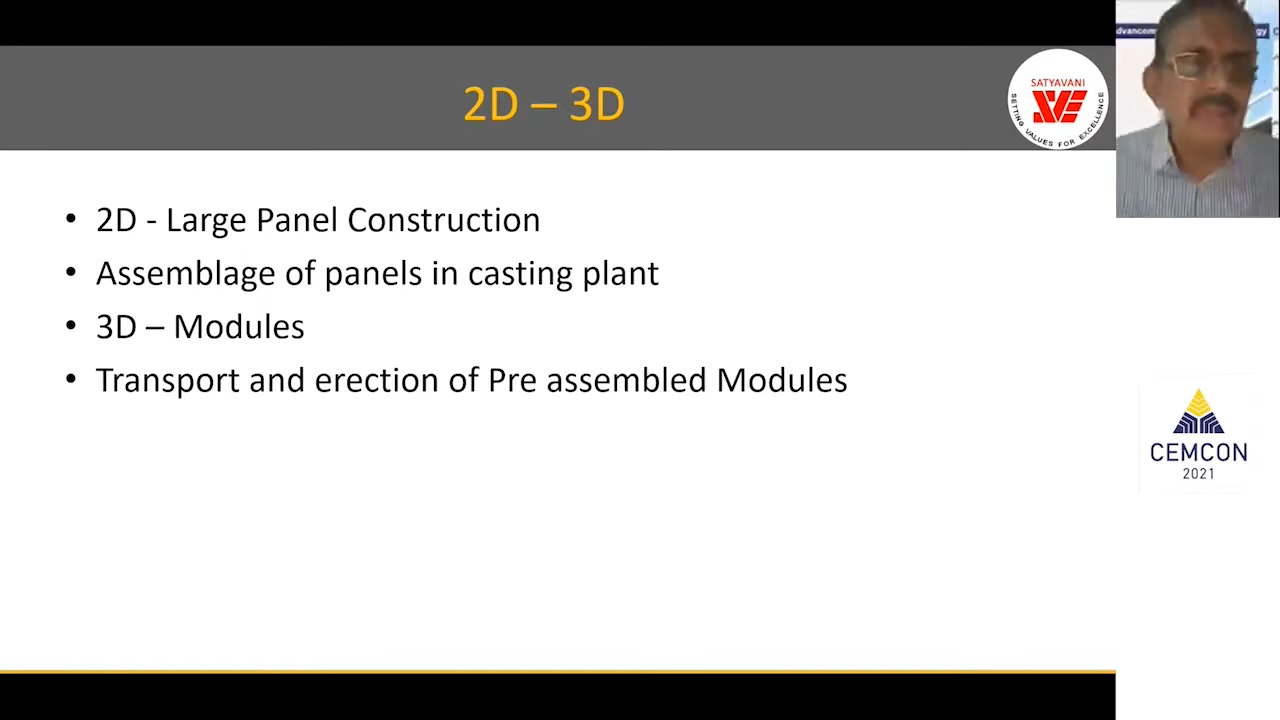 2D – 3D
SATYAVANI
SVE
SETTING VALUES FOR EXCELLENCE
• 2D - Large Panel Construction
• Assemblage of panels in casting plant
• 3D – Modules
• Transport and erection of Pre assembled Modules
CEMCON
2021